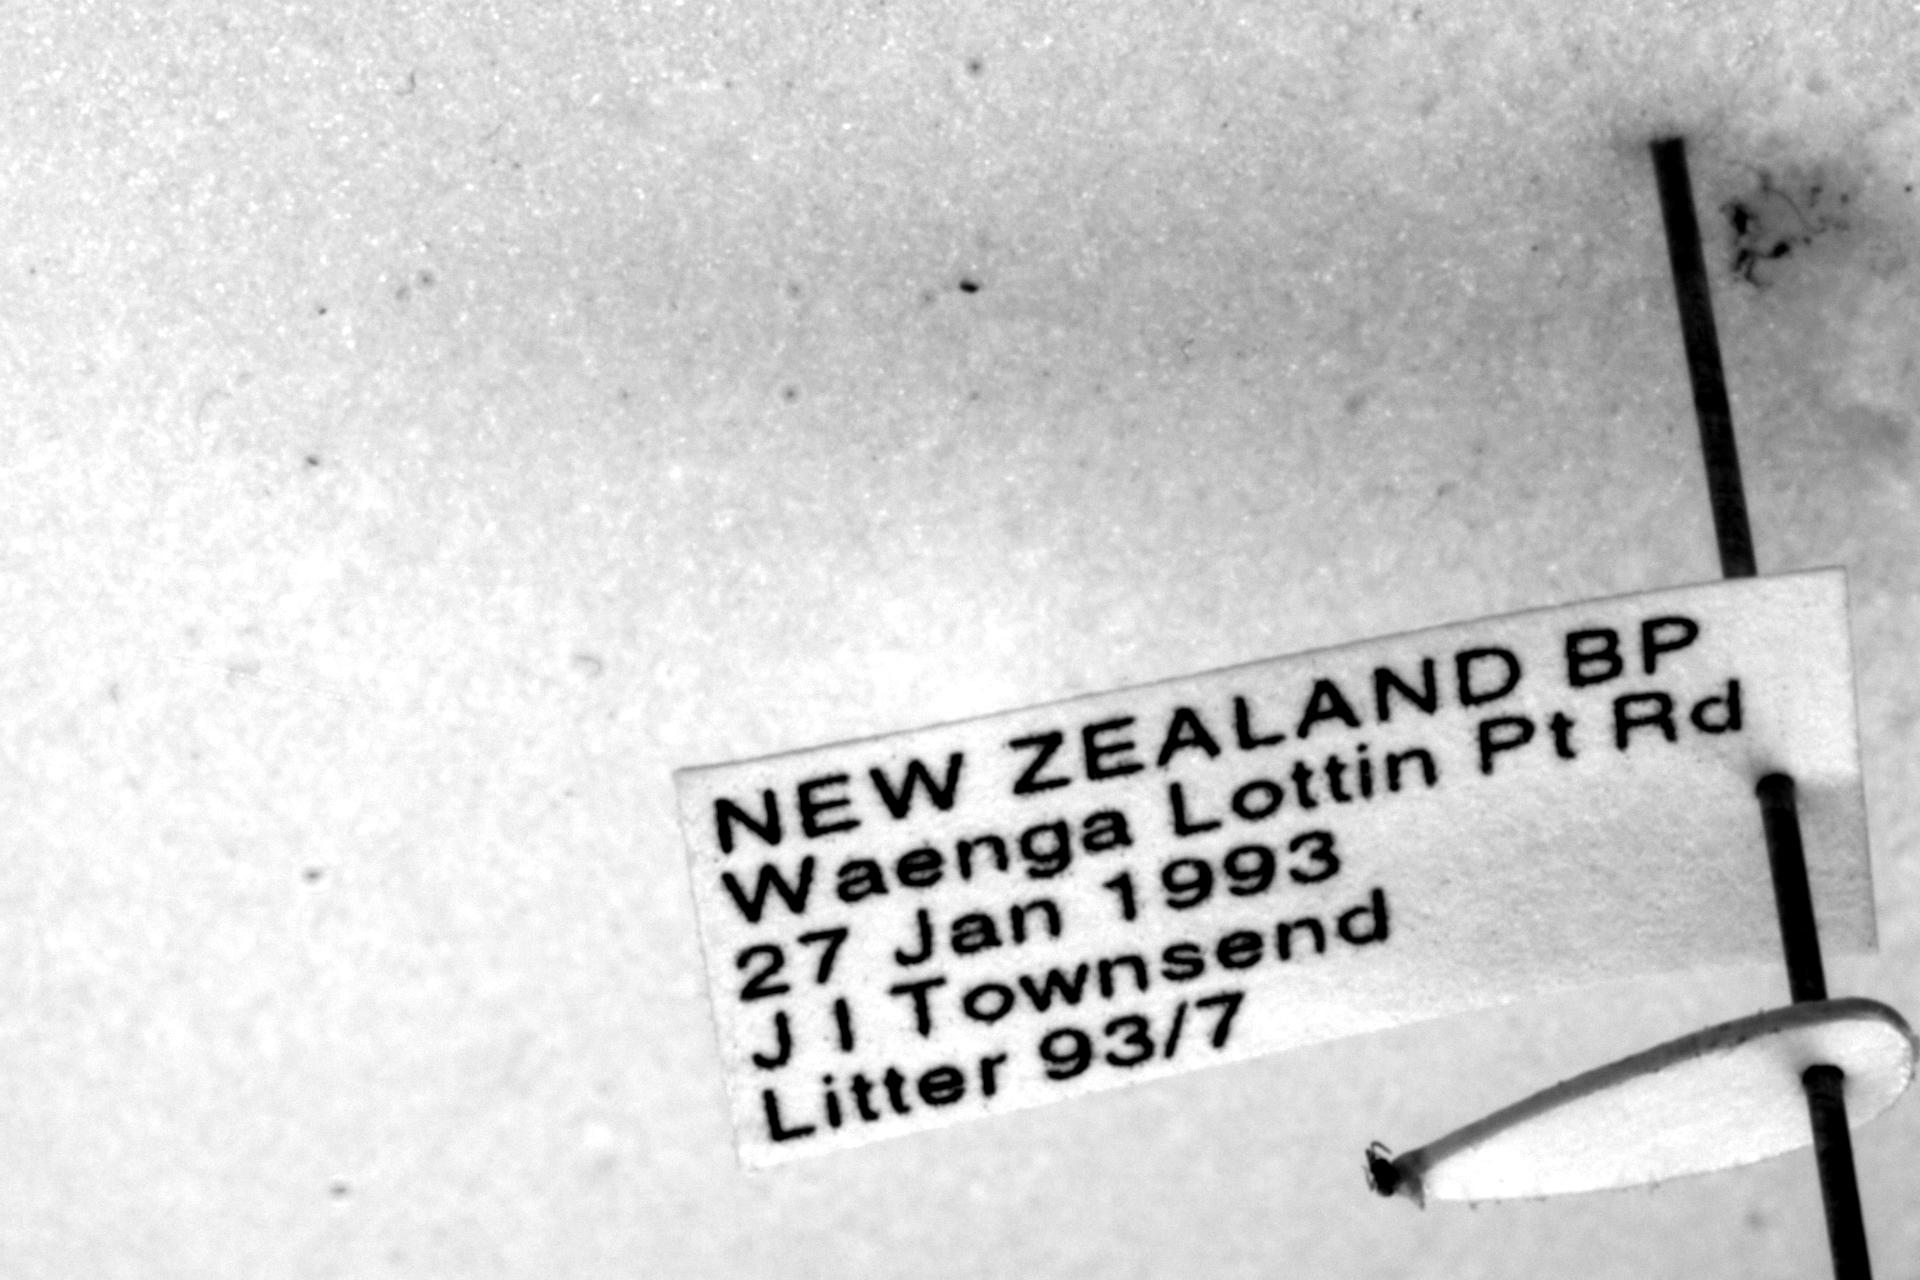 NEW ZEALAND BP
Waenga Lottin Pt Rd
27 Jan 1993
J I Townsend
Litter 93/7